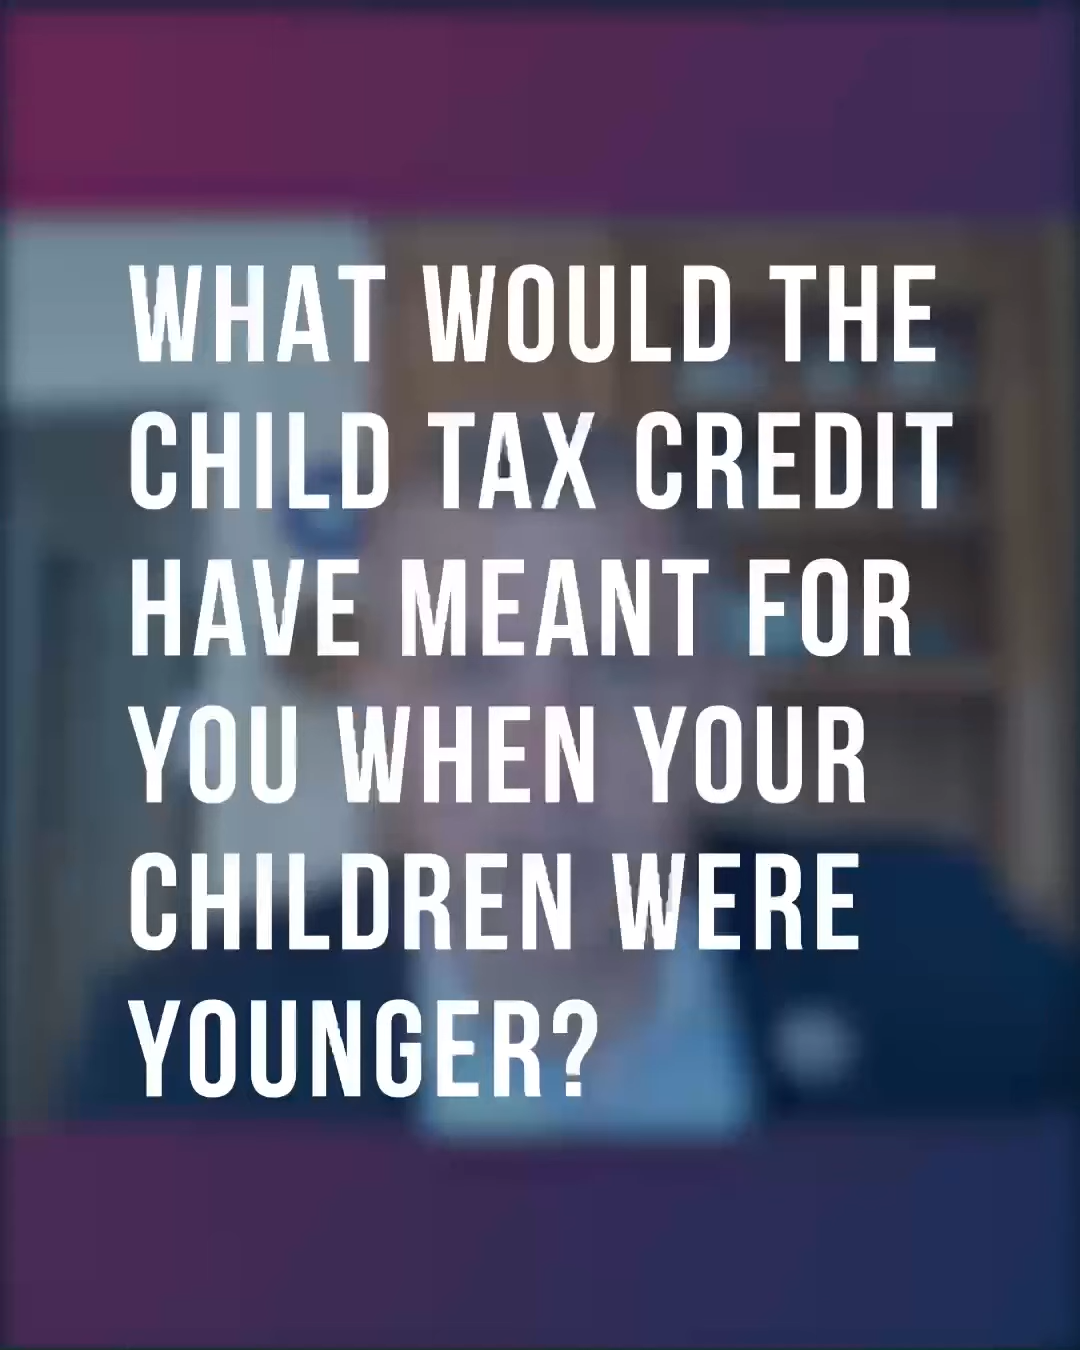 WHAT WOULD THE
CHILD TAX CREDIT
HAVE MEANT FOR
YOU WHEN YOUR
CHILDREN WERE
YOUNGER?